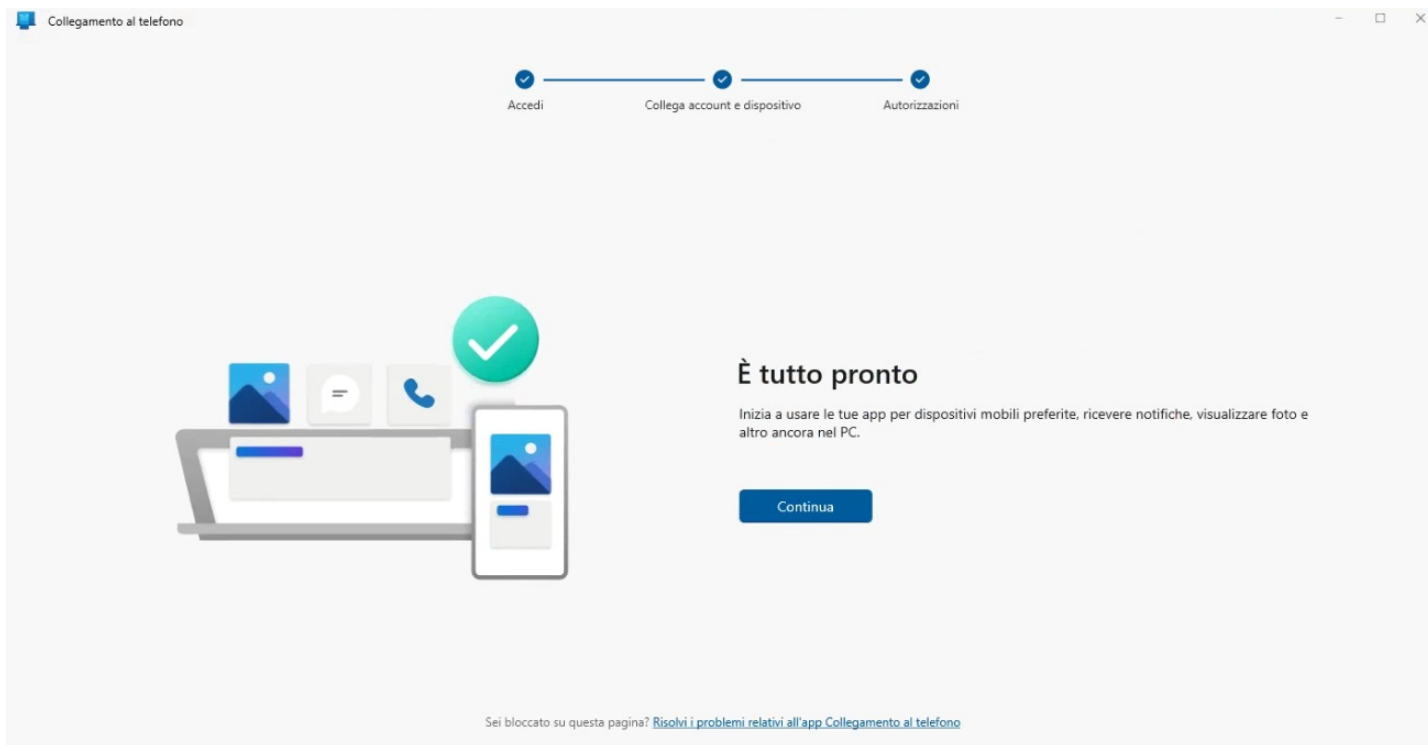 Collegamento al telefono
Accedi
Collega account e dispositivo
Autorizzazioni
È tutto pronto
Inizia a usare le tue app per dispositivi mobili preferite, ricevere notifiche, visualizzare foto e
altro ancora nel PC.
Continua
Sei bloccato su questa pagina? Risolvi i problemi relativi all'app Collegamento al telefono